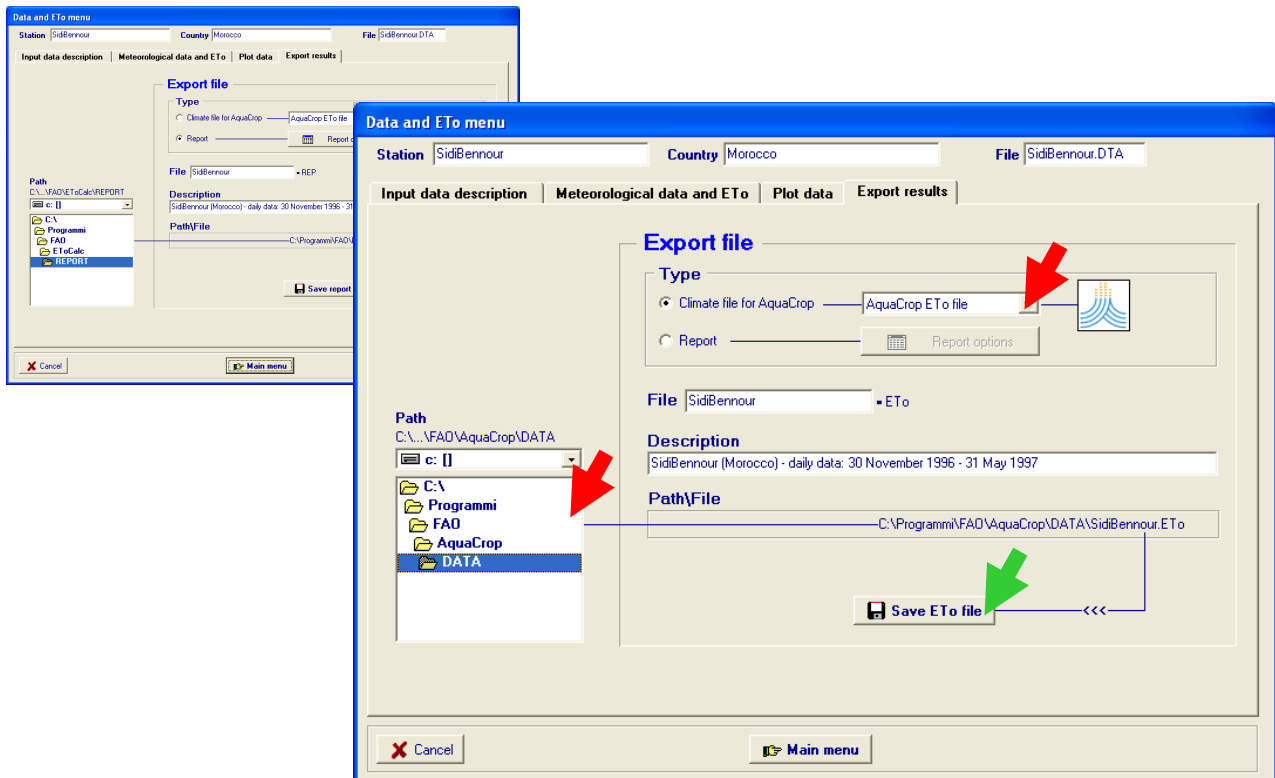 Data and ETo menu
Station SidiBennour Country Morocco File SidiBennour.DTA
Input data description Meteorological data and ETo Plot data Export results
Export file
Type
Climate file for AquaCrop AquaCrop ETo file
Report Report
File SidiBennour .REP
Path
C:\...\FAO\EToCalc\REPORT
c: []
C:\
Programmi
FAO
EToCalc
REPORT
Description
SidiBennour (Morocco) - daily data: 30 November 1996 - 31
Path\File
C:\Programmi\FAO\
Save report
Cancel Main menu
Data and ETo menu
Station SidiBennour Country Morocco File SidiBennour.DTA
Input data description Meteorological data and ETo Plot data Export results
Export file
Type
Climate file for AquaCrop AquaCrop ETo file
Report Report options
File SidiBennour . ETo
Path
C:\...\FAO\AquaCrop\DATA
c: []
C:\
Programmi
FAO
AquaCrop
DATA
Description
SidiBennour (Morocco) - daily data: 30 November 1996 - 31 May 1997
Path\File
C:\Programmi\FAO\AquaCrop\DATA\SidiBennour.ETo
Save ETo file <<<
Cancel Main menu